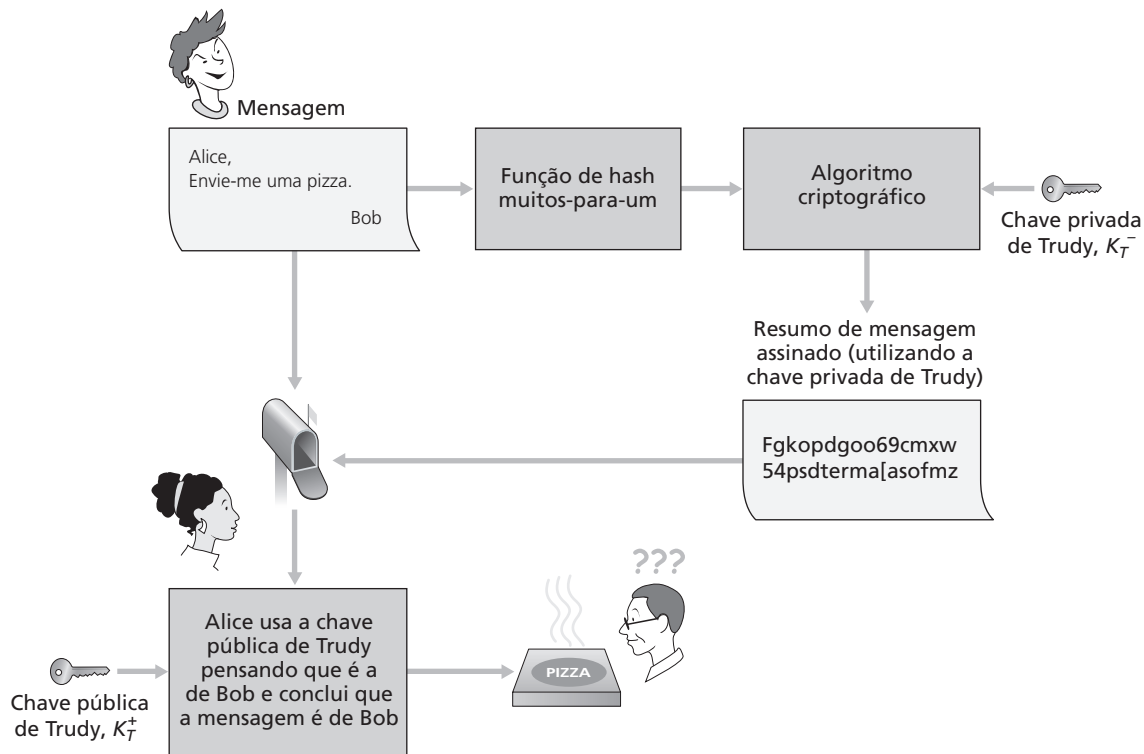 Mensagem
Alice,
Envie-me uma pizza.
Bob
Função de hash
muitos-para-um
Algoritmo
criptográfico
Chave privada
de Trudy, K_T^-
Resumo de mensagem
assinado (utilizando a
chave privada de Trudy)
Fgkopdgoo69cmxw
54psdterma[asofmz
???
Alice usa a chave
pública de Trudy
pensando que é a
de Bob e conclui que
a mensagem é de Bob
PIZZA
Chave pública
de Trudy, K_T^+